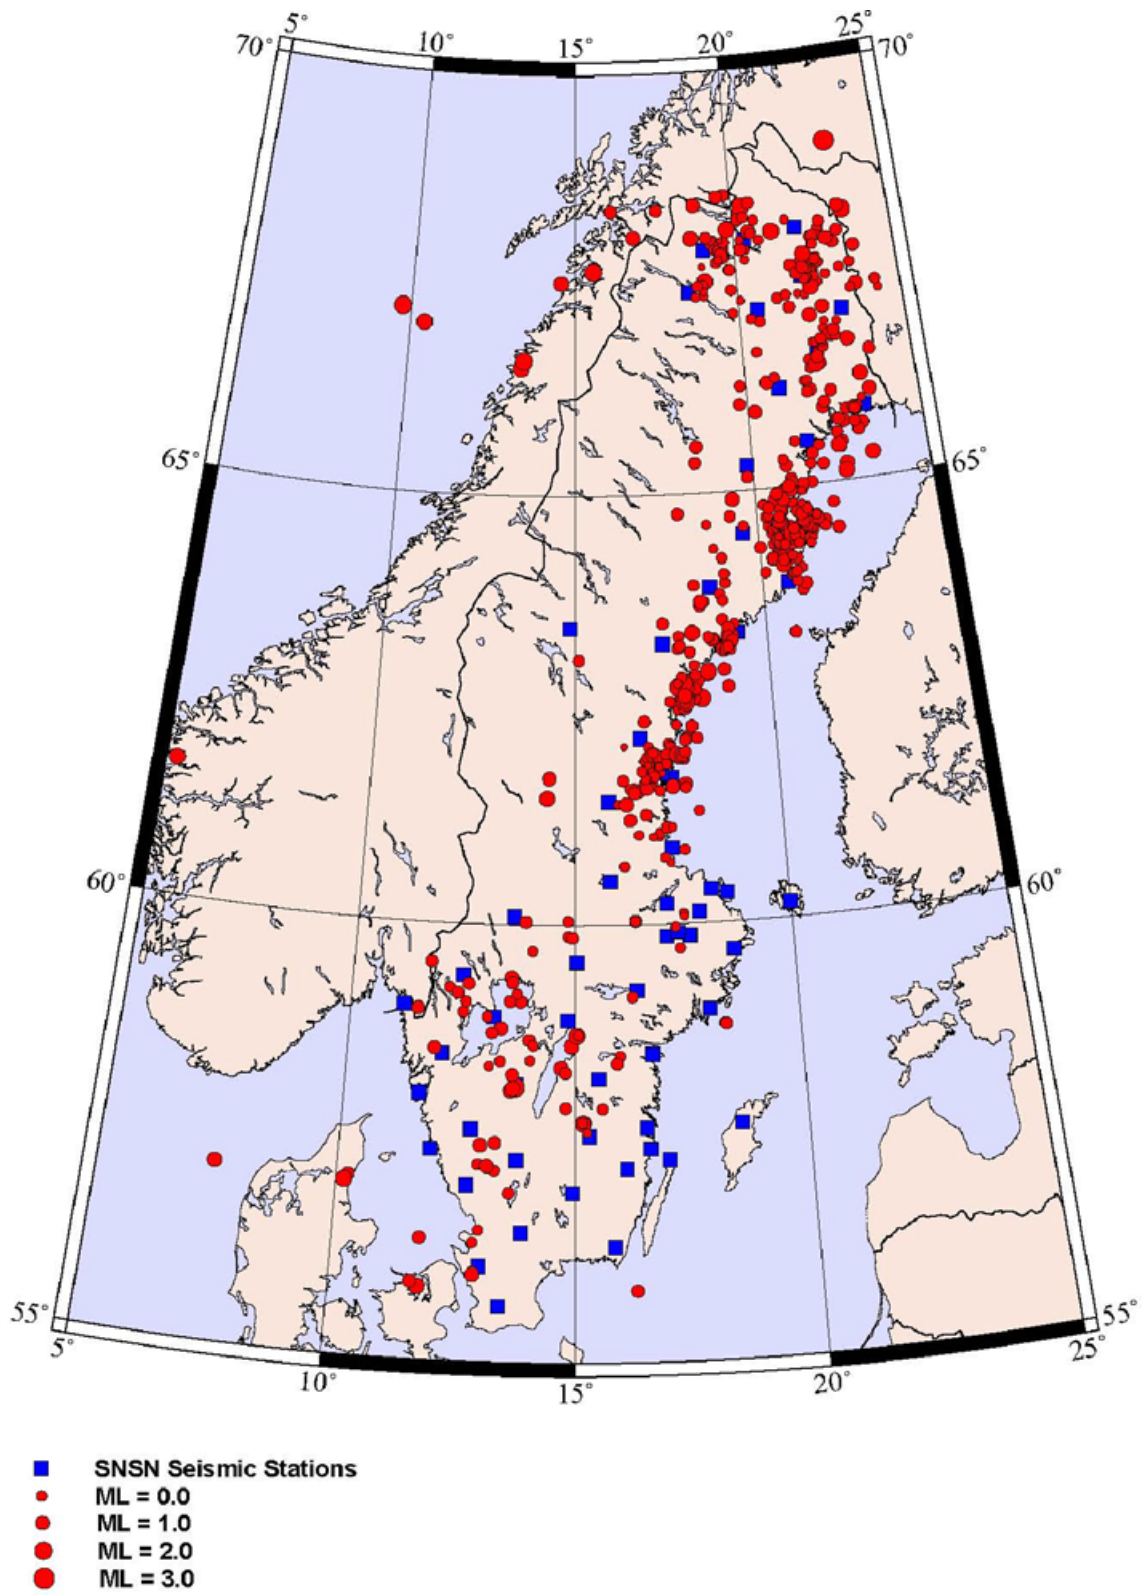 5° 10° 15° 20° 25°
70° 70°
65° 65°
60° 60°
55° 55°
5° 10° 15° 20° 25°
SNSN Seismic Stations
ML = 0.0
ML = 1.0
ML = 2.0
ML = 3.0